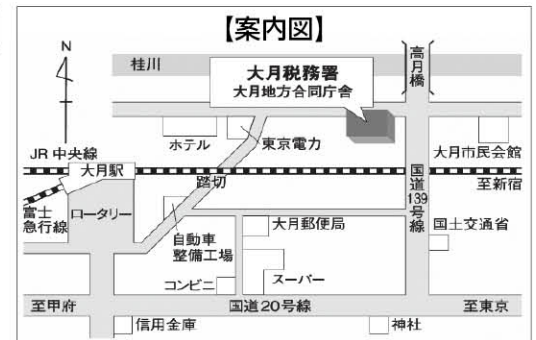 【案内図】
N
桂川
高月橋
大月税務署
大月地方合同庁舎
ホテル
東京電力
大月市民会館
JR中央線
大月駅
踏切
至新宿
富士
急行線
ロータリー
国道139号線
自動車
整備工場
大月郵便局
国土交通省
コンビニ
スーパー
至甲府
国道20号線
至東京
信用金庫
神社